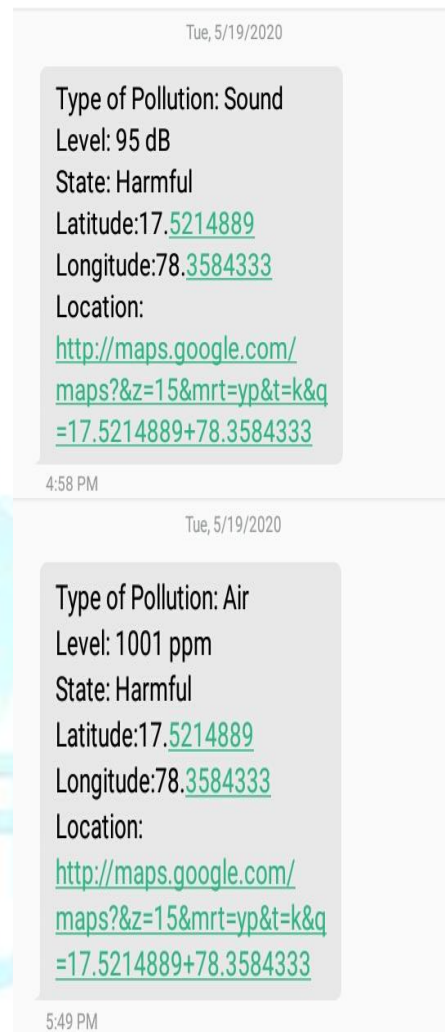 Tue, 5/19/2020
Type of Pollution: Sound
Level: 95 dB
State: Harmful
Latitude:17.5214889
Longitude:78.3584333
Location:
http://maps.google.com/
maps?&z=15&mrt=yp&t=k&q
=17.5214889+78.3584333
4:58 PM
Tue, 5/19/2020
Type of Pollution: Air
Level: 1001 ppm
State: Harmful
Latitude:17.5214889
Longitude:78.3584333
Location:
http://maps.google.com/
maps?&z=15&mrt=yp&t=k&q
=17.5214889+78.3584333
5:49 PM